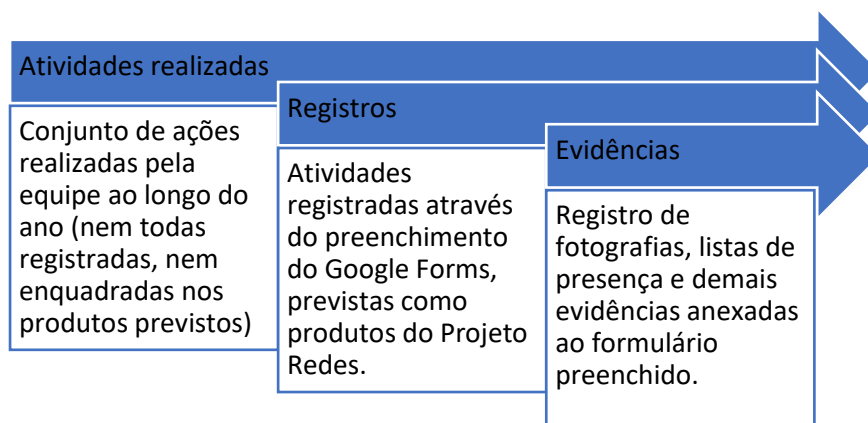 Atividades realizadas
Conjunto de ações
realizadas pela
equipe ao longo do
ano (nem todas
registradas, nem
enquadradas nos
produtos previstos)
Registros
Atividades
registradas através
do preenchimento
do Google Forms,
previstas como
produtos do Projeto
Redes.
Evidências
Registro de
fotografias, listas de
presença e demais
evidências anexadas
ao formulário
preenchido.